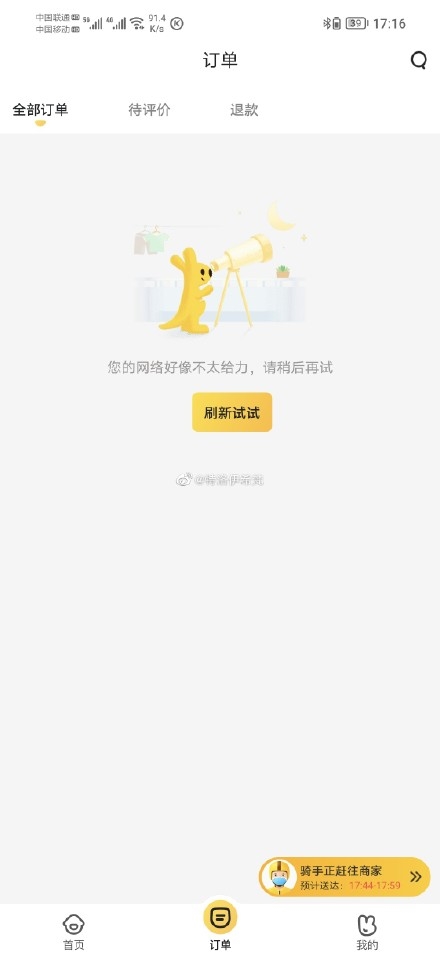 中国联通 HD 5G
中国移动 HD 4G
91.4
K/s
39
17:16
订单
全部订单
待评价
退款
您的网络好像不太给力，请稍后再试
刷新试试
骑手正赶往商家
预计送达：17:44-17:59
首页
订单
我的